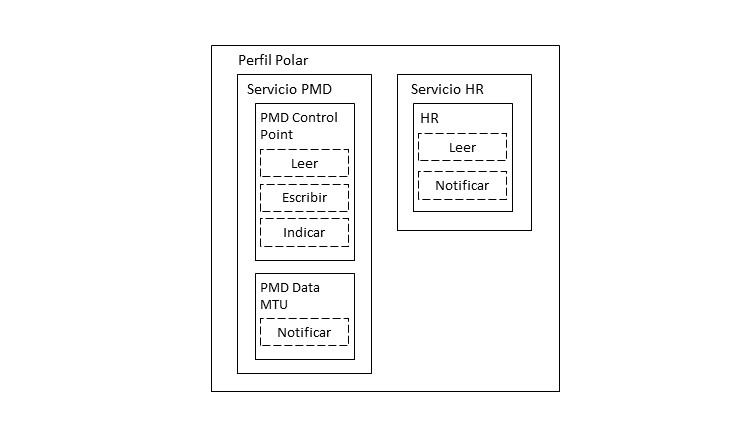 Perfil Polar
Servicio PMD
PMD Control
Point
Leer
Escribir
Indicar
PMD Data
MTU
Notificar
Servicio HR
HR
Leer
Notificar